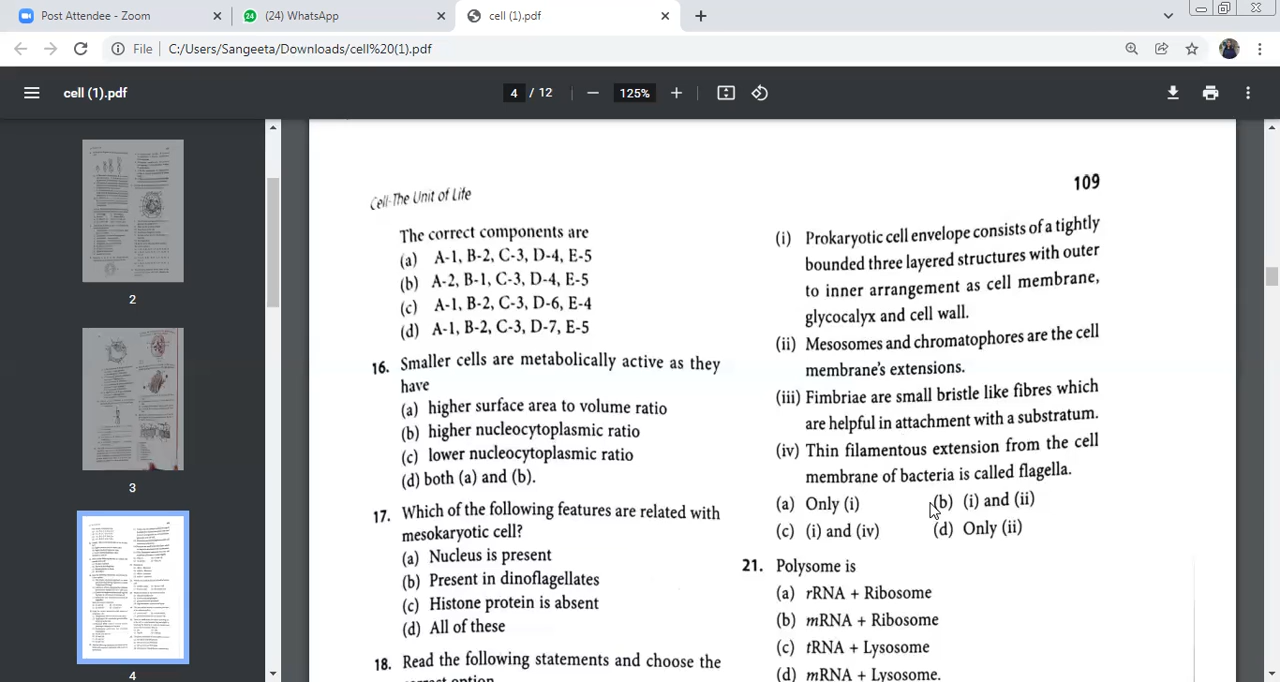 Post Attendee - Zoom
(24) WhatsApp
cell (1).pdf
File
C:/Users/Sangeeta/Downloads/cell%20(1).pdf
cell (1).pdf
4 / 12
125%
2
3
4
Cell-The Unit of Life
109
The correct components are
(a) A-1, B-2, C-3, D-4, E-5
(b) A-2, B-1, C-3, D-4, E-5
(c) A-1, B-2, C-3, D-6, E-4
(d) A-1, B-2, C-3, D-7, E-5
16. Smaller cells are metabolically active as they
have
(a) higher surface area to volume ratio
(b) higher nucleocytoplasmic ratio
(c) lower nucleocytoplasmic ratio
(d) both (a) and (b).
17. Which of the following features are related with
mesokaryotic cell?
(a) Nucleus is present
(b) Present in dinoflagellates
(c) Histone protein absent
(d) All of these
18. Read the following statements and choose the
correct option.
(i) Prokaryotic cell envelope consists of a tightly
bounded three layered structures with outer
to inner arrangement as cell membrane,
glycocalyx and cell wall.
(ii) Mesosomes and chromatophores are the cell
membrane's extensions.
(iii) Fimbriae are small bristle like fibres which
are helpful in attachment with a substratum.
(iv) Thin filamentous extension from the cell
membrane of bacteria is called flagella.
(a) Only (i)
(b) (i) and (ii)
(c) and (iv)
(d) Only (ii)
21. Polysome is
(a) rRNA + Ribosome
(b) mRNA + Ribosome
(c) tRNA + Lysosome
(d) mRNA + Lysosome.